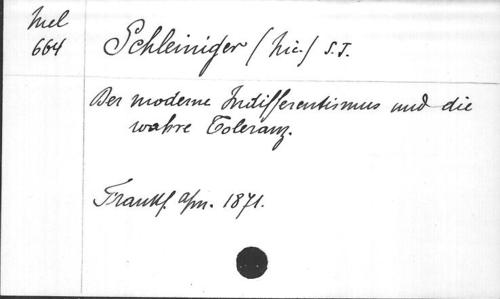 Mel
664
Schleiniger (Nic.) S.J.
Der moderne Indifferentismus und die
wahre Toleranz.
Frankf. a/m. 1871.